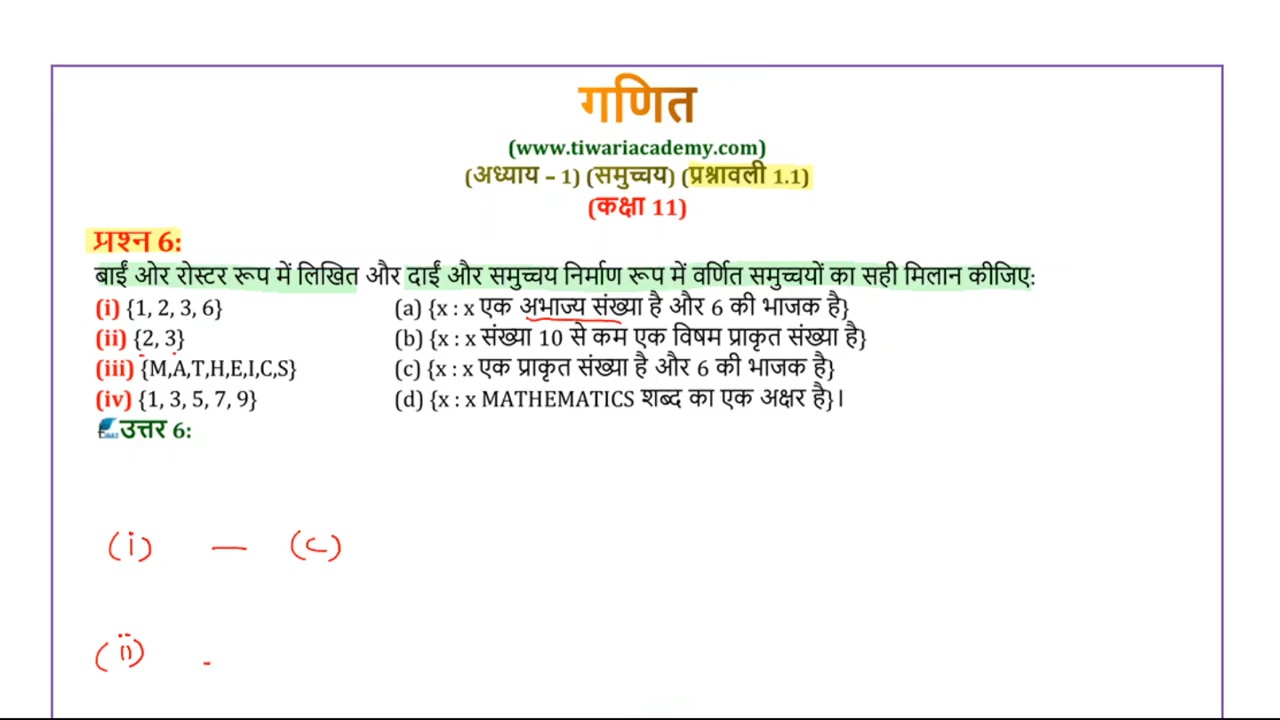 गणित
(www.tiwariacademy.com)
(अध्याय – 1) (समुच्चय) (प्रश्नावली 1.1)
(कक्षा 11)
प्रश्न 6:
बाईं ओर रोस्टर रूप में लिखित और दाईं और समुच्चय निर्माण रूप में वर्णित समुच्चयों का सही मिलान कीजिए:
(i) {1, 2, 3, 6} (a) {x : x एक अभाज्य संख्या है और 6 की भाजक है}
(ii) {2, 3} (b) {x : x संख्या 10 से कम एक विषम प्राकृत संख्या है}
(iii) {M,A,T,H,E,I,C,S} (c) {x : x एक प्राकृत संख्या है और 6 की भाजक है}
(iv) {1, 3, 5, 7, 9} (d) {x : x MATHEMATICS शब्द का एक अक्षर है}।
उत्तर 6:
(i) — (c)
(ii) -